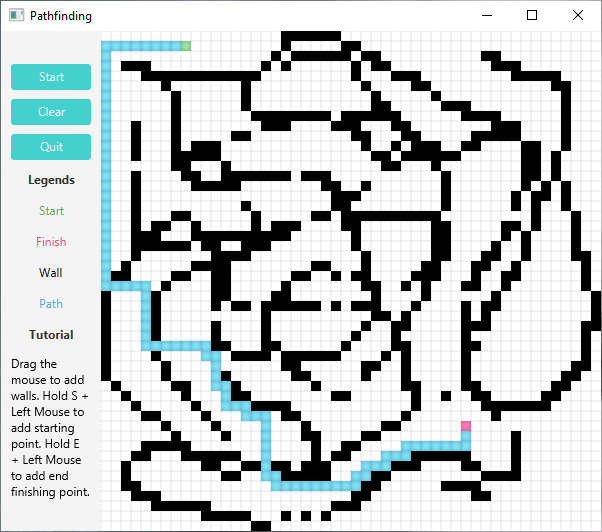 Pathfinding
Start
Clear
Quit
Legends
Start
Finish
Wall
Path
Tutorial
Drag the
mouse to add
walls. Hold S +
Left Mouse to
add starting
point. Hold E
+ Left Mouse
to add end
finishing point.